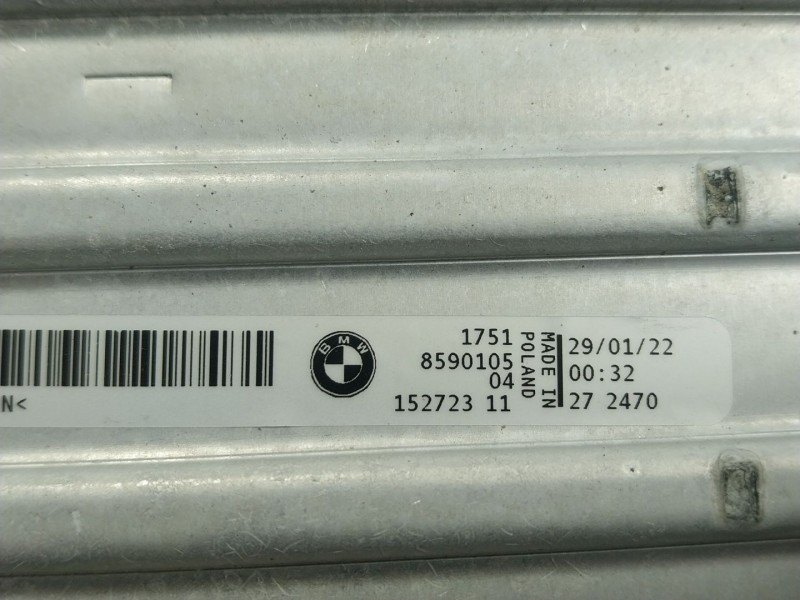 N<
BMW
1751
8590105
04
152723 11
MADE IN
POLAND
29/01/22
00:32
27 2470